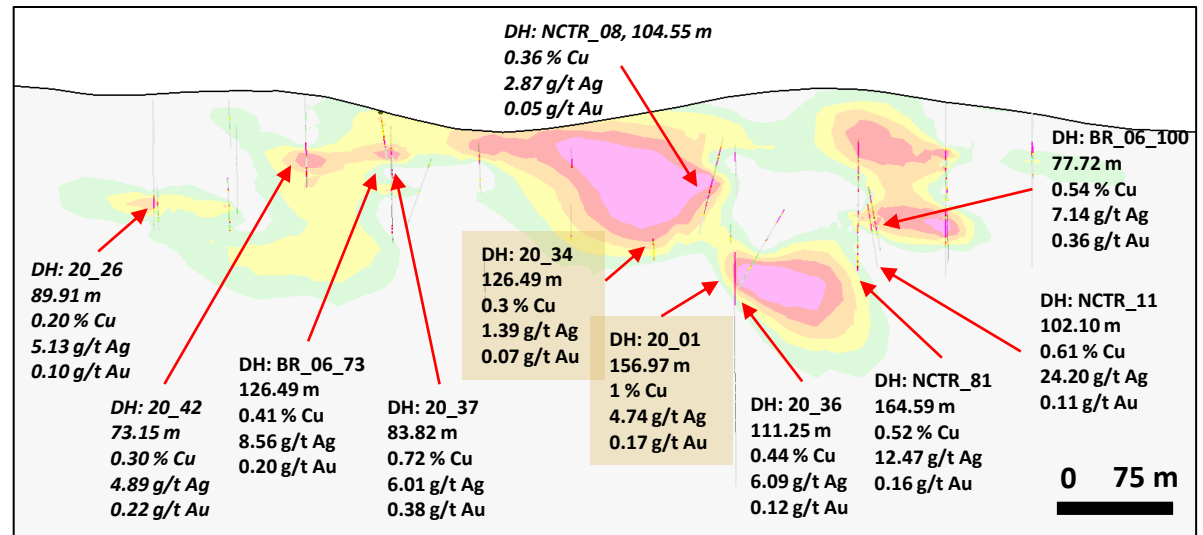 DH: NCTR_08, 104.55 m
0.36 % Cu
2.87 g/t Ag
0.05 g/t Au
DH: BR_06_100
77.72 m
0.54 % Cu
7.14 g/t Ag
0.36 g/t Au
DH: 20_26
89.91 m
0.20 % Cu
5.13 g/t Ag
0.10 g/t Au
DH: 20_42
73.15 m
0.30 % Cu
4.89 g/t Ag
0.22 g/t Au
DH: BR_06_73
126.49 m
0.41 % Cu
8.56 g/t Ag
0.20 g/t Au
DH: 20_37
83.82 m
0.72 % Cu
6.01 g/t Ag
0.38 g/t Au
DH: 20_34
126.49 m
0.3 % Cu
1.39 g/t Ag
0.07 g/t Au
DH: 20_01
156.97 m
1 % Cu
4.74 g/t Ag
0.17 g/t Au
DH: 20_36
111.25 m
0.44 % Cu
6.09 g/t Ag
0.12 g/t Au
DH: NCTR_81
164.59 m
0.52 % Cu
12.47 g/t Ag
0.16 g/t Au
DH: NCTR_11
102.10 m
0.61 % Cu
24.20 g/t Ag
0.11 g/t Au
0 75 m